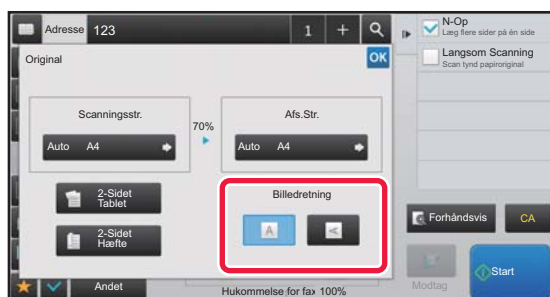 Adresse 123 1 +
Original OK
Scanningsstr.
Auto A4
70%
Afs.Str.
Auto A4
2-Sidet
Tablet
2-Sidet
Hæfte
Billedretning
A
A
Andet
Hukommelse for fax 100%
N-Op
Læg flere sider på én side
Langsom Scanning
Scan tynd papiroriginal
Forhåndsvis
CA
Modtag
Start